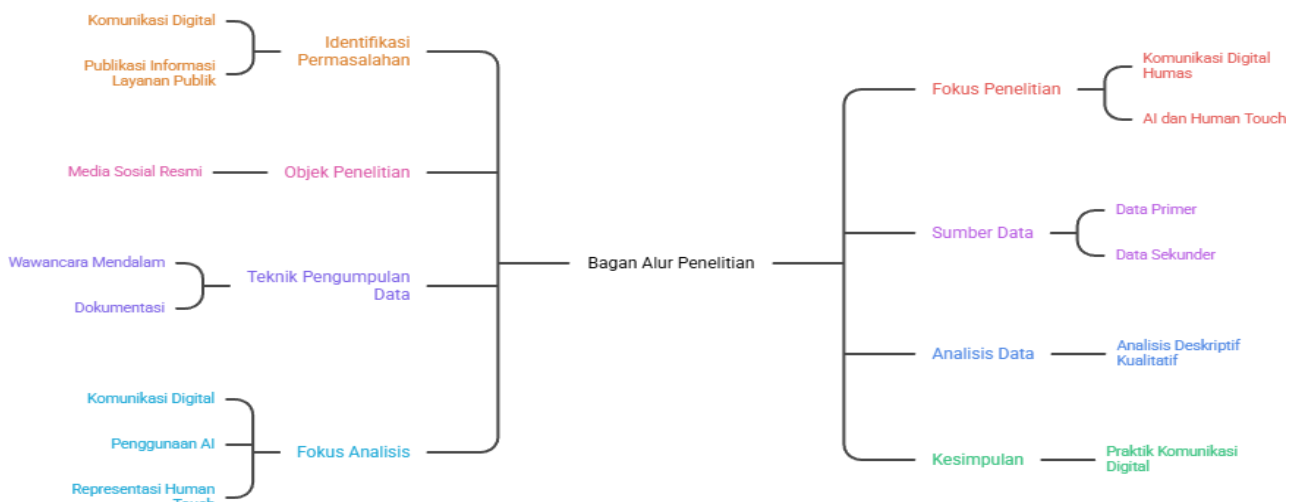 Komunikasi Digital
Publikasi Informasi
Layanan Publik
Identifikasi
Permasalahan
Media Sosial Resmi
Objek Penelitian
Wawancara Mendalam
Dokumentasi
Teknik Pengumpulan
Data
Komunikasi Digital
Penggunaan AI
Representasi Human
Touch
Fokus Analisis
Bagan Alur Penelitian
Fokus Penelitian
Komunikasi Digital
Humas
AI dan Human Touch
Sumber Data
Data Primer
Data Sekunder
Analisis Data
Analisis Deskriptif
Kualitatif
Kesimpulan
Praktik Komunikasi
Digital